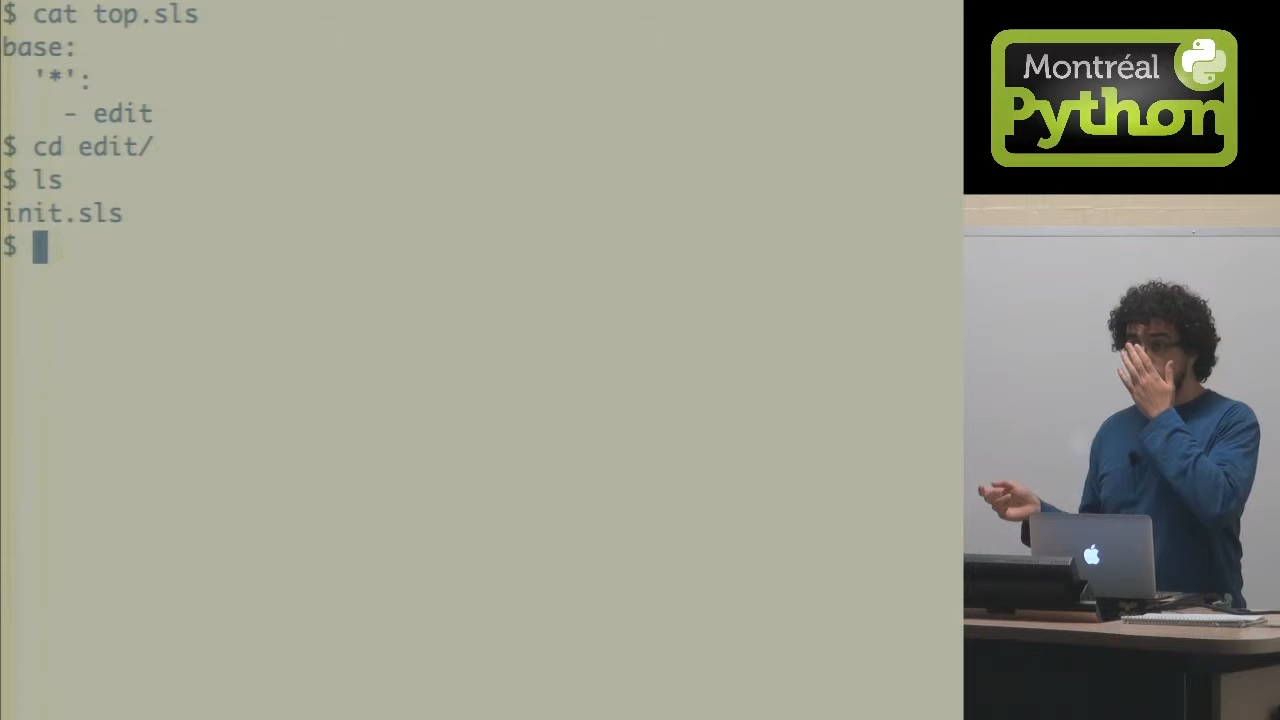 $ cat top.sls
base:
  '*':
    - edit
$ cd edit/
$ ls
init.sls
$
Montréal
Python